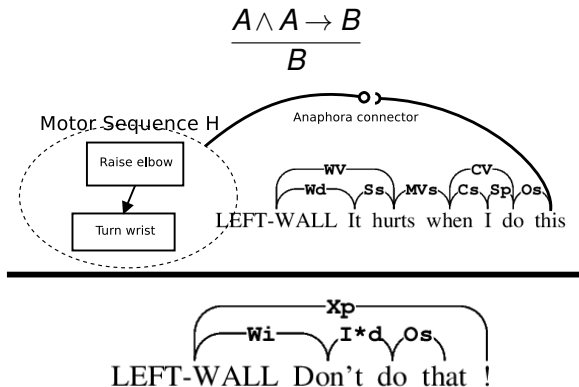 A ∧ A → B
B
Motor Sequence H
Anaphora connector
Raise elbow
Turn wrist
WV CV
Wd Ss MVs Cs Sp Os
LEFT-WALL It hurts when I do this
Xp
Wi I*d Os
LEFT-WALL Don't do that !